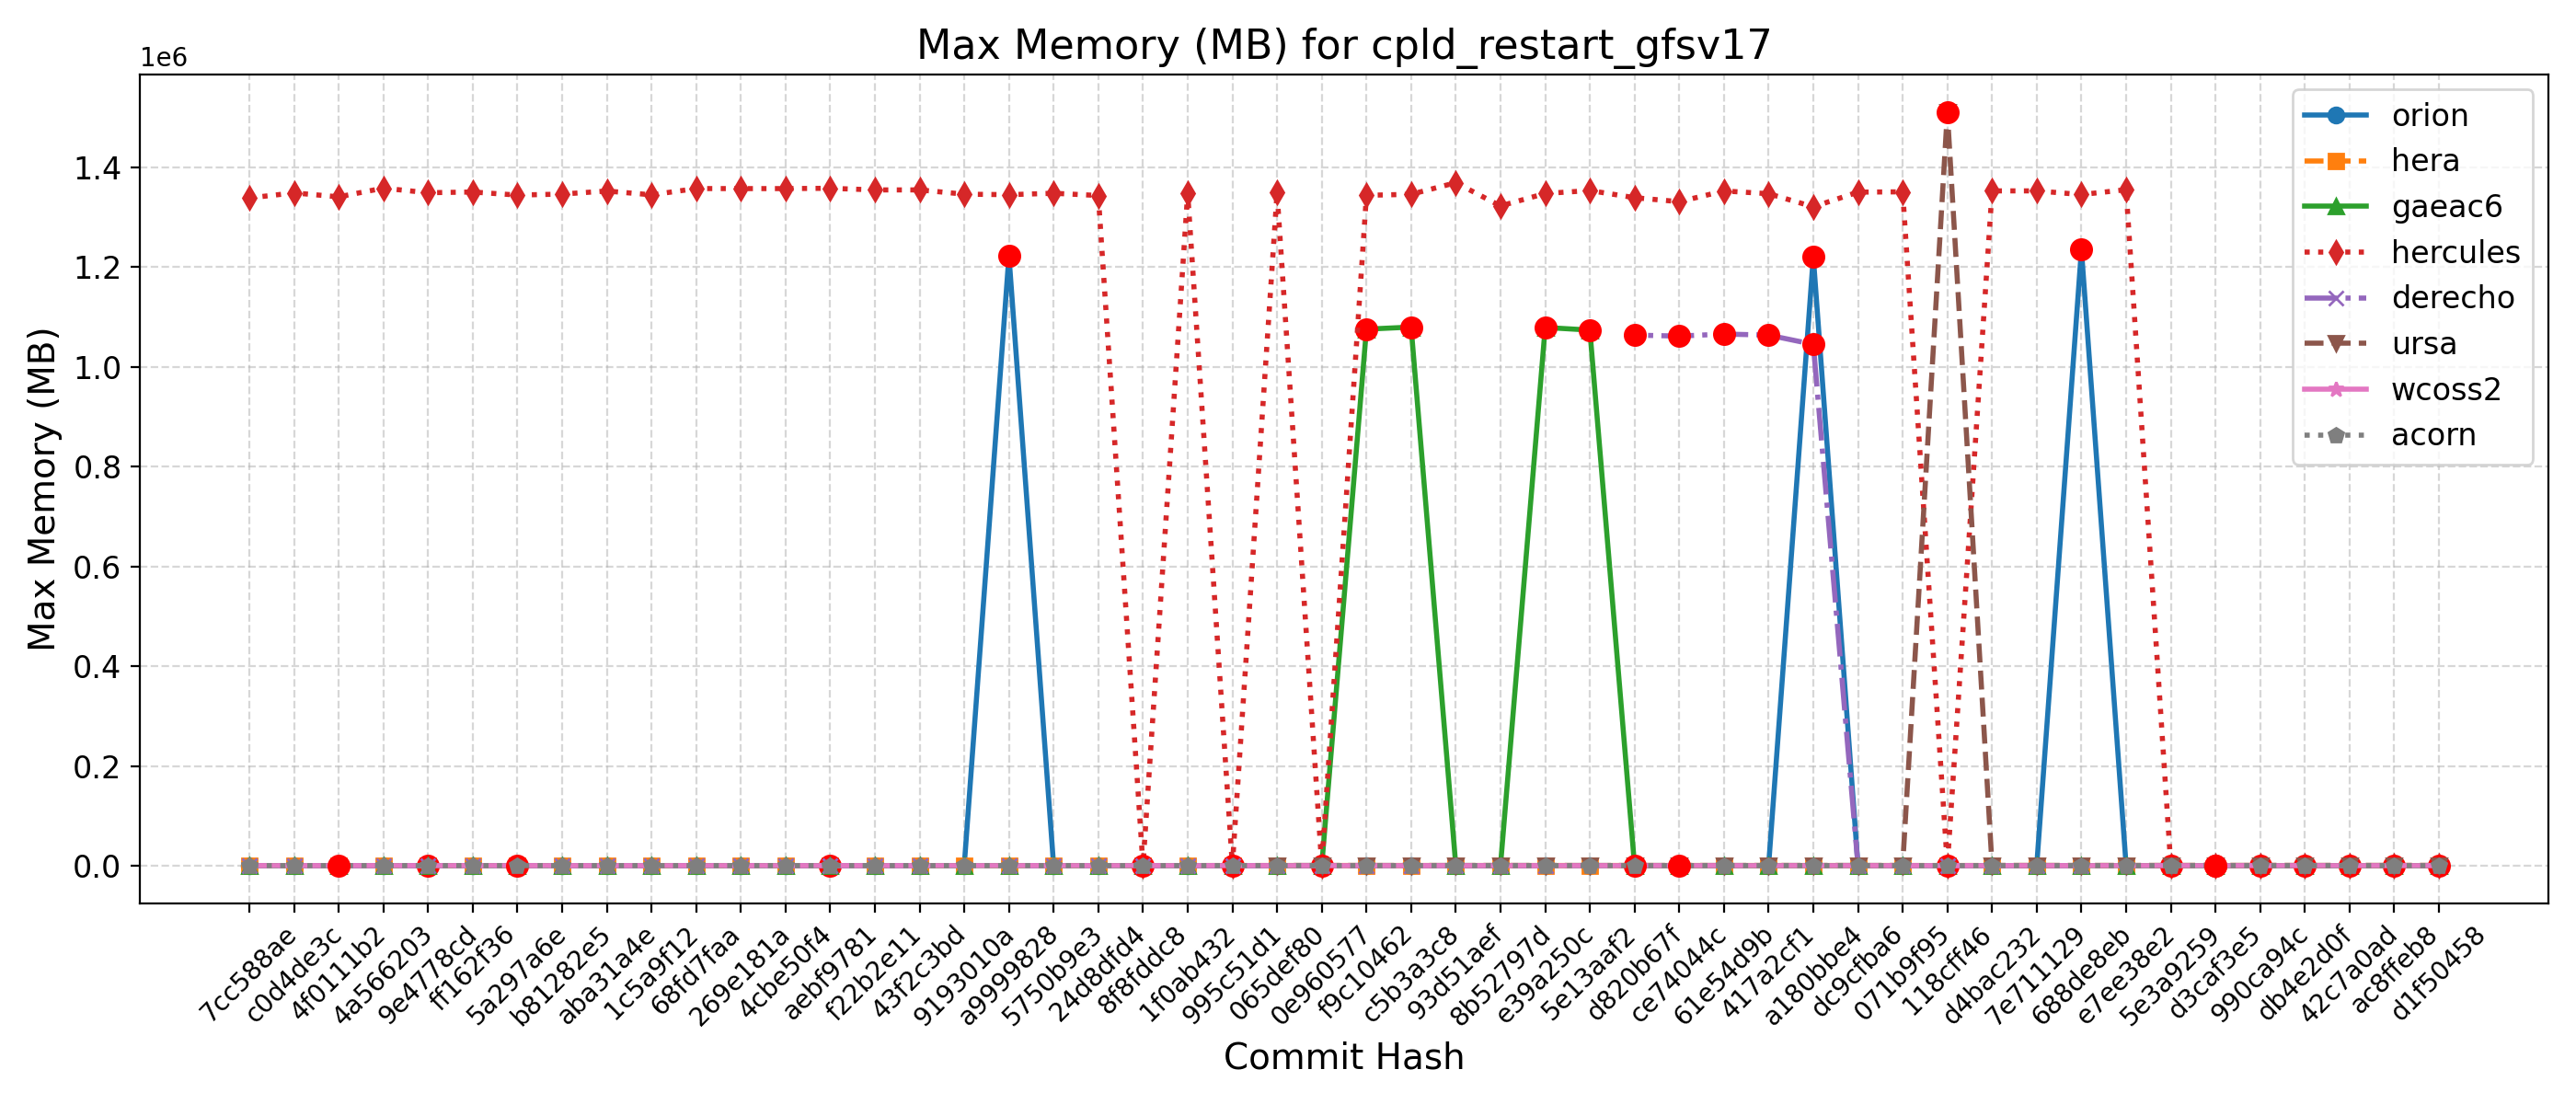 Max Memory (MB) for cpld_restart_gfsv17
1e6
Max Memory (MB)
1.4
1.2
1.0
0.8
0.6
0.4
0.2
0.0
orion
hera
gaeac6
hercules
derecho
ursa
wcoss2
acorn
7cc588ae
c0d4de3c
4f0111b2
4a566203
9e4778cd
ff162f36
5a297a6e
b81282e5
aba31a4e
1c5a9f12
68fd7faa
269e181a
4cbe50f4
aebf9781
f22b2e11
43f2c3bd
9193010a
a9999828
5750b9e3
24d8dfd4
8f8fddc8
1f0ab432
995c51d1
065def80
0e960577
f9c10462
c5b3a3c8
93d51aef
8b52797d
e39a250c
5e13aaf2
d820b67f
ce74044c
61e54d9b
417a2cf1
a180bbe4
dc9cfba6
071b9f95
118cff46
d4bac232
7e711129
688de8eb
e7ee38e2
5e3a9259
d3caf3e5
990ca94c
db4e2d0f
42c7a0ad
ac8ffeb8
d1f50458
Commit Hash